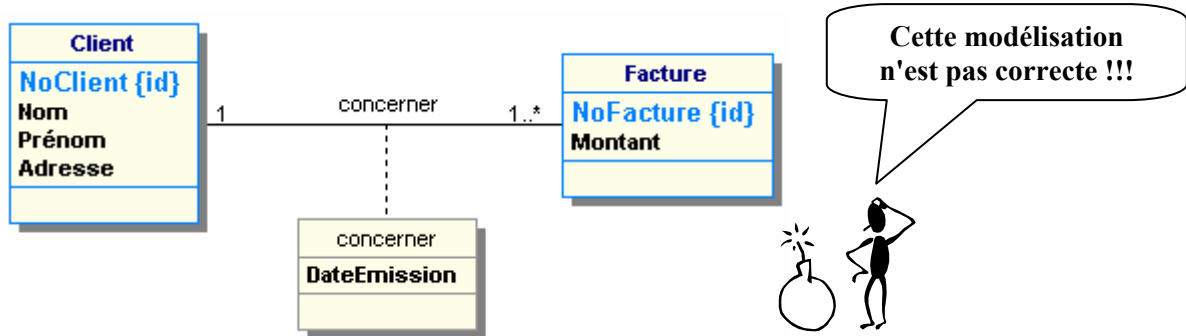 Client
NoClient {id}
Nom
Prénom
Adresse
1
concerner
1..*
Facture
NoFacture {id}
Montant
concerner
DateEmission
Cette modélisation
n'est pas correcte !!!